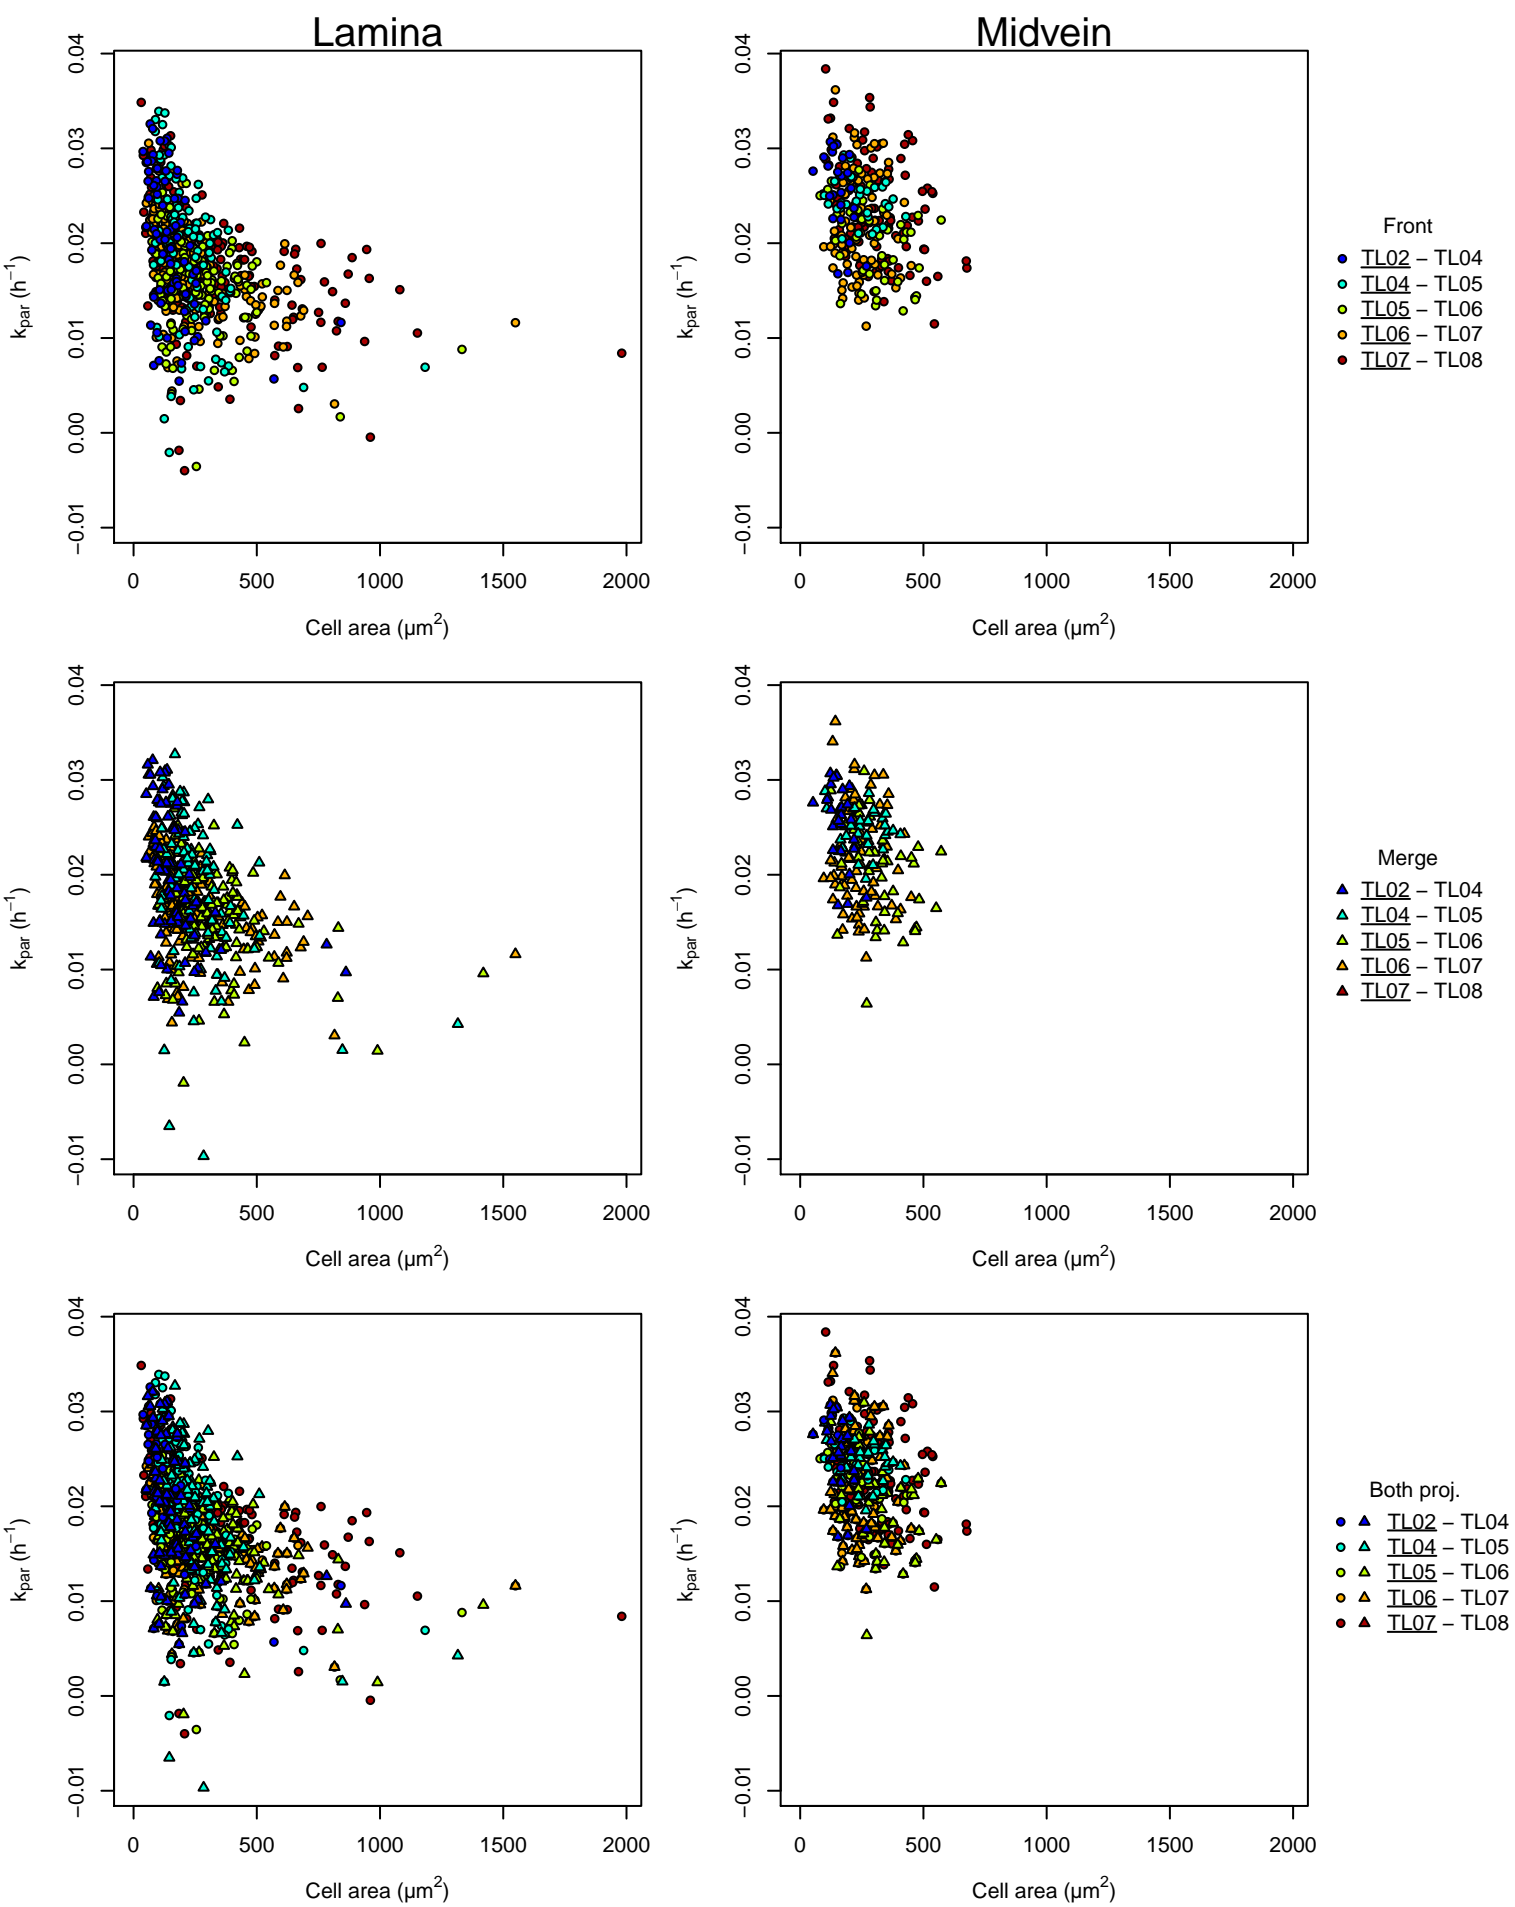 Lamina
Midvein
0.04
0.03
0.02
0.01
0.00
−0.01
k_par (h^−1)
0 500 1000 1500 2000
Cell area (µm²)
0.04
0.03
0.02
0.01
0.00
−0.01
k_par (h^−1)
0 500 1000 1500 2000
Cell area (µm²)
Front
TL02 – TL04
TL04 – TL05
TL05 – TL06
TL06 – TL07
TL07 – TL08
0.04
0.03
0.02
0.01
0.00
−0.01
k_par (h^−1)
0 500 1000 1500 2000
Cell area (µm²)
0.04
0.03
0.02
0.01
0.00
−0.01
k_par (h^−1)
0 500 1000 1500 2000
Cell area (µm²)
Merge
TL02 – TL04
TL04 – TL05
TL05 – TL06
TL06 – TL07
TL07 – TL08
0.04
0.03
0.02
0.01
0.00
−0.01
k_par (h^−1)
0 500 1000 1500 2000
Cell area (µm²)
0.04
0.03
0.02
0.01
0.00
−0.01
k_par (h^−1)
0 500 1000 1500 2000
Cell area (µm²)
Both proj.
TL02 – TL04
TL04 – TL05
TL05 – TL06
TL06 – TL07
TL07 – TL08